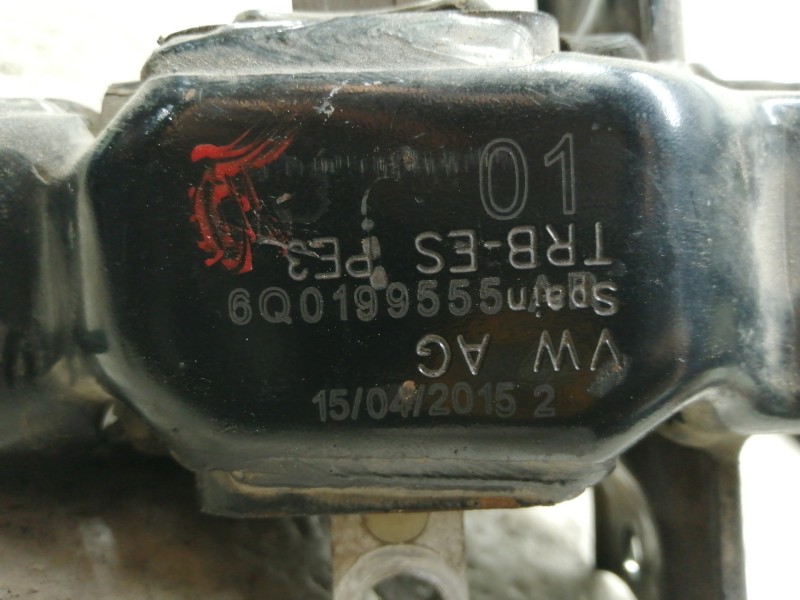 01
TRB-ES PE3
6Q0199555 Spain
VW AG
15/04/2015 2